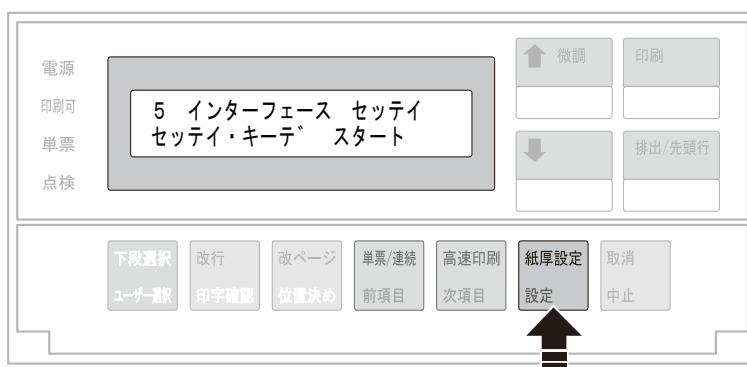 電源
印刷可
単票
点検
5 インターフェース セッテイ
セッテイ・キーデ スタート
微調
印刷
排出/先頭行
下段選択
ユーザー選択
改行
印字確認
改ページ
位置決め
単票/連続
前項目
高速印刷
次項目
紙厚設定
設定
取消
中止